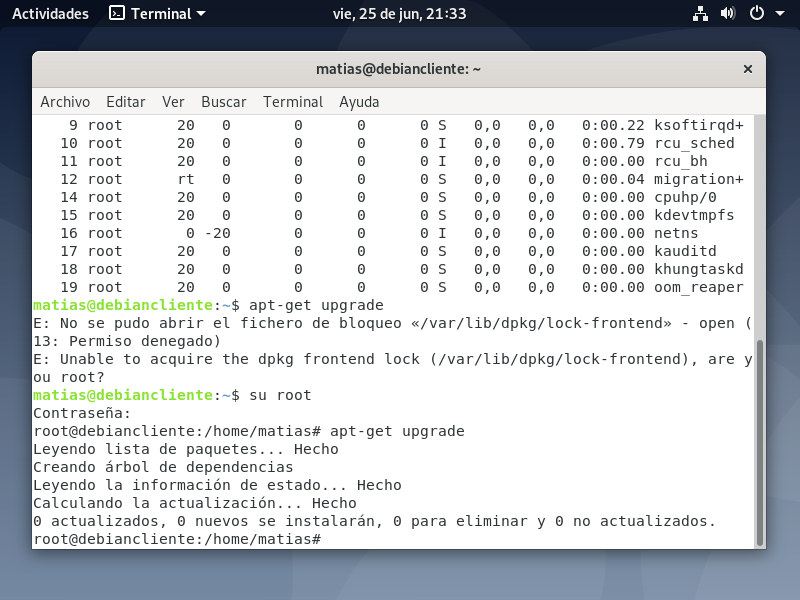 Actividades Terminal vie, 25 de jun, 21:33
matias@debiancliente: ~ ×
Archivo Editar Ver Buscar Terminal Ayuda
9 root 20 0 0 0 0 S 0,0 0,0 0:00.22 ksoftirqd+
10 root 20 0 0 0 0 I 0,0 0,0 0:00.79 rcu_sched
11 root 20 0 0 0 0 I 0,0 0,0 0:00.00 rcu_bh
12 root rt 0 0 0 0 S 0,0 0,0 0:00.04 migration+
14 root 20 0 0 0 0 S 0,0 0,0 0:00.00 cpuhp/0
15 root 20 0 0 0 0 S 0,0 0,0 0:00.00 kdevtmpfs
16 root 0 -20 0 0 0 I 0,0 0,0 0:00.00 netns
17 root 20 0 0 0 0 S 0,0 0,0 0:00.00 kauditd
18 root 20 0 0 0 0 S 0,0 0,0 0:00.00 khungtaskd
19 root 20 0 0 0 0 S 0,0 0,0 0:00.00 oom_reaper
matias@debiancliente:~$ apt-get upgrade
E: No se pudo abrir el fichero de bloqueo «/var/lib/dpkg/lock-frontend» - open (
13: Permiso denegado)
E: Unable to acquire the dpkg frontend lock (/var/lib/dpkg/lock-frontend), are y
ou root?
matias@debiancliente:~$ su root
Contraseña:
root@debiancliente:/home/matias# apt-get upgrade
Leyendo lista de paquetes... Hecho
Creando árbol de dependencias
Leyendo la información de estado... Hecho
Calculando la actualización... Hecho
0 actualizados, 0 nuevos se instalarán, 0 para eliminar y 0 no actualizados.
root@debiancliente:/home/matias#